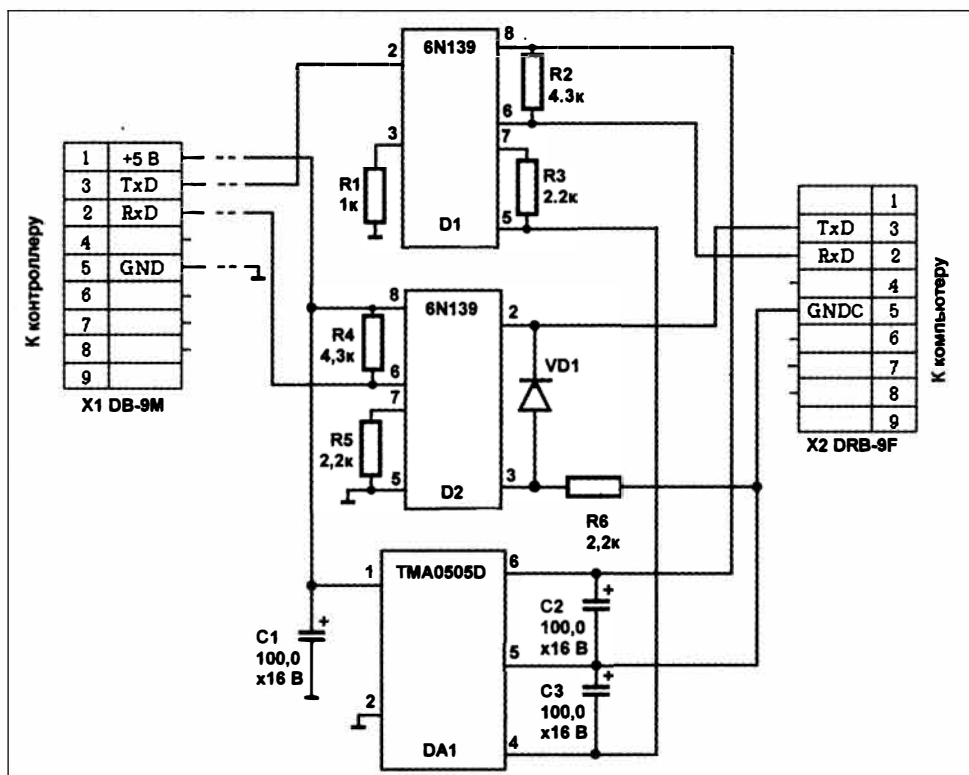 8
2
6N139
R2
4.3к
6
3
7
1
+5 В
3
TxD
2
RxD
4
5
GND
6
7
8
9
X1 DB-9M
К контроллеру
R1
1к
R3
2.2к
5
D1
1
TxD
3
RxD
2
4
GNDC
5
6
7
8
9
X2 DRB-9F
К компьютеру
8
6N139
2
R4
4,3к
6
VD1
7
R5
2,2к
5
3
D2
R6
2,2к
1
TMA0505D
6
C1
100,0
x16 В
+
C2
100,0
x16 В
+
5
C3
100,0
x16 В
+
2
4
DA1